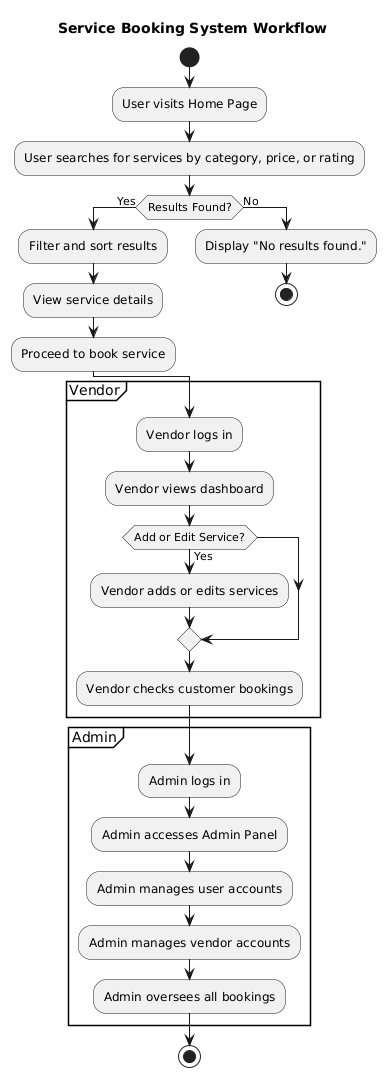 Service Booking System Workflow
User visits Home Page
User searches for services by category, price, or rating
Results Found?
Yes
No
Filter and sort results
Display "No results found."
View service details
Proceed to book service
Vendor
Vendor logs in
Vendor views dashboard
Add or Edit Service?
Yes
Vendor adds or edits services
Vendor checks customer bookings
Admin
Admin logs in
Admin accesses Admin Panel
Admin manages user accounts
Admin manages vendor accounts
Admin oversees all bookings